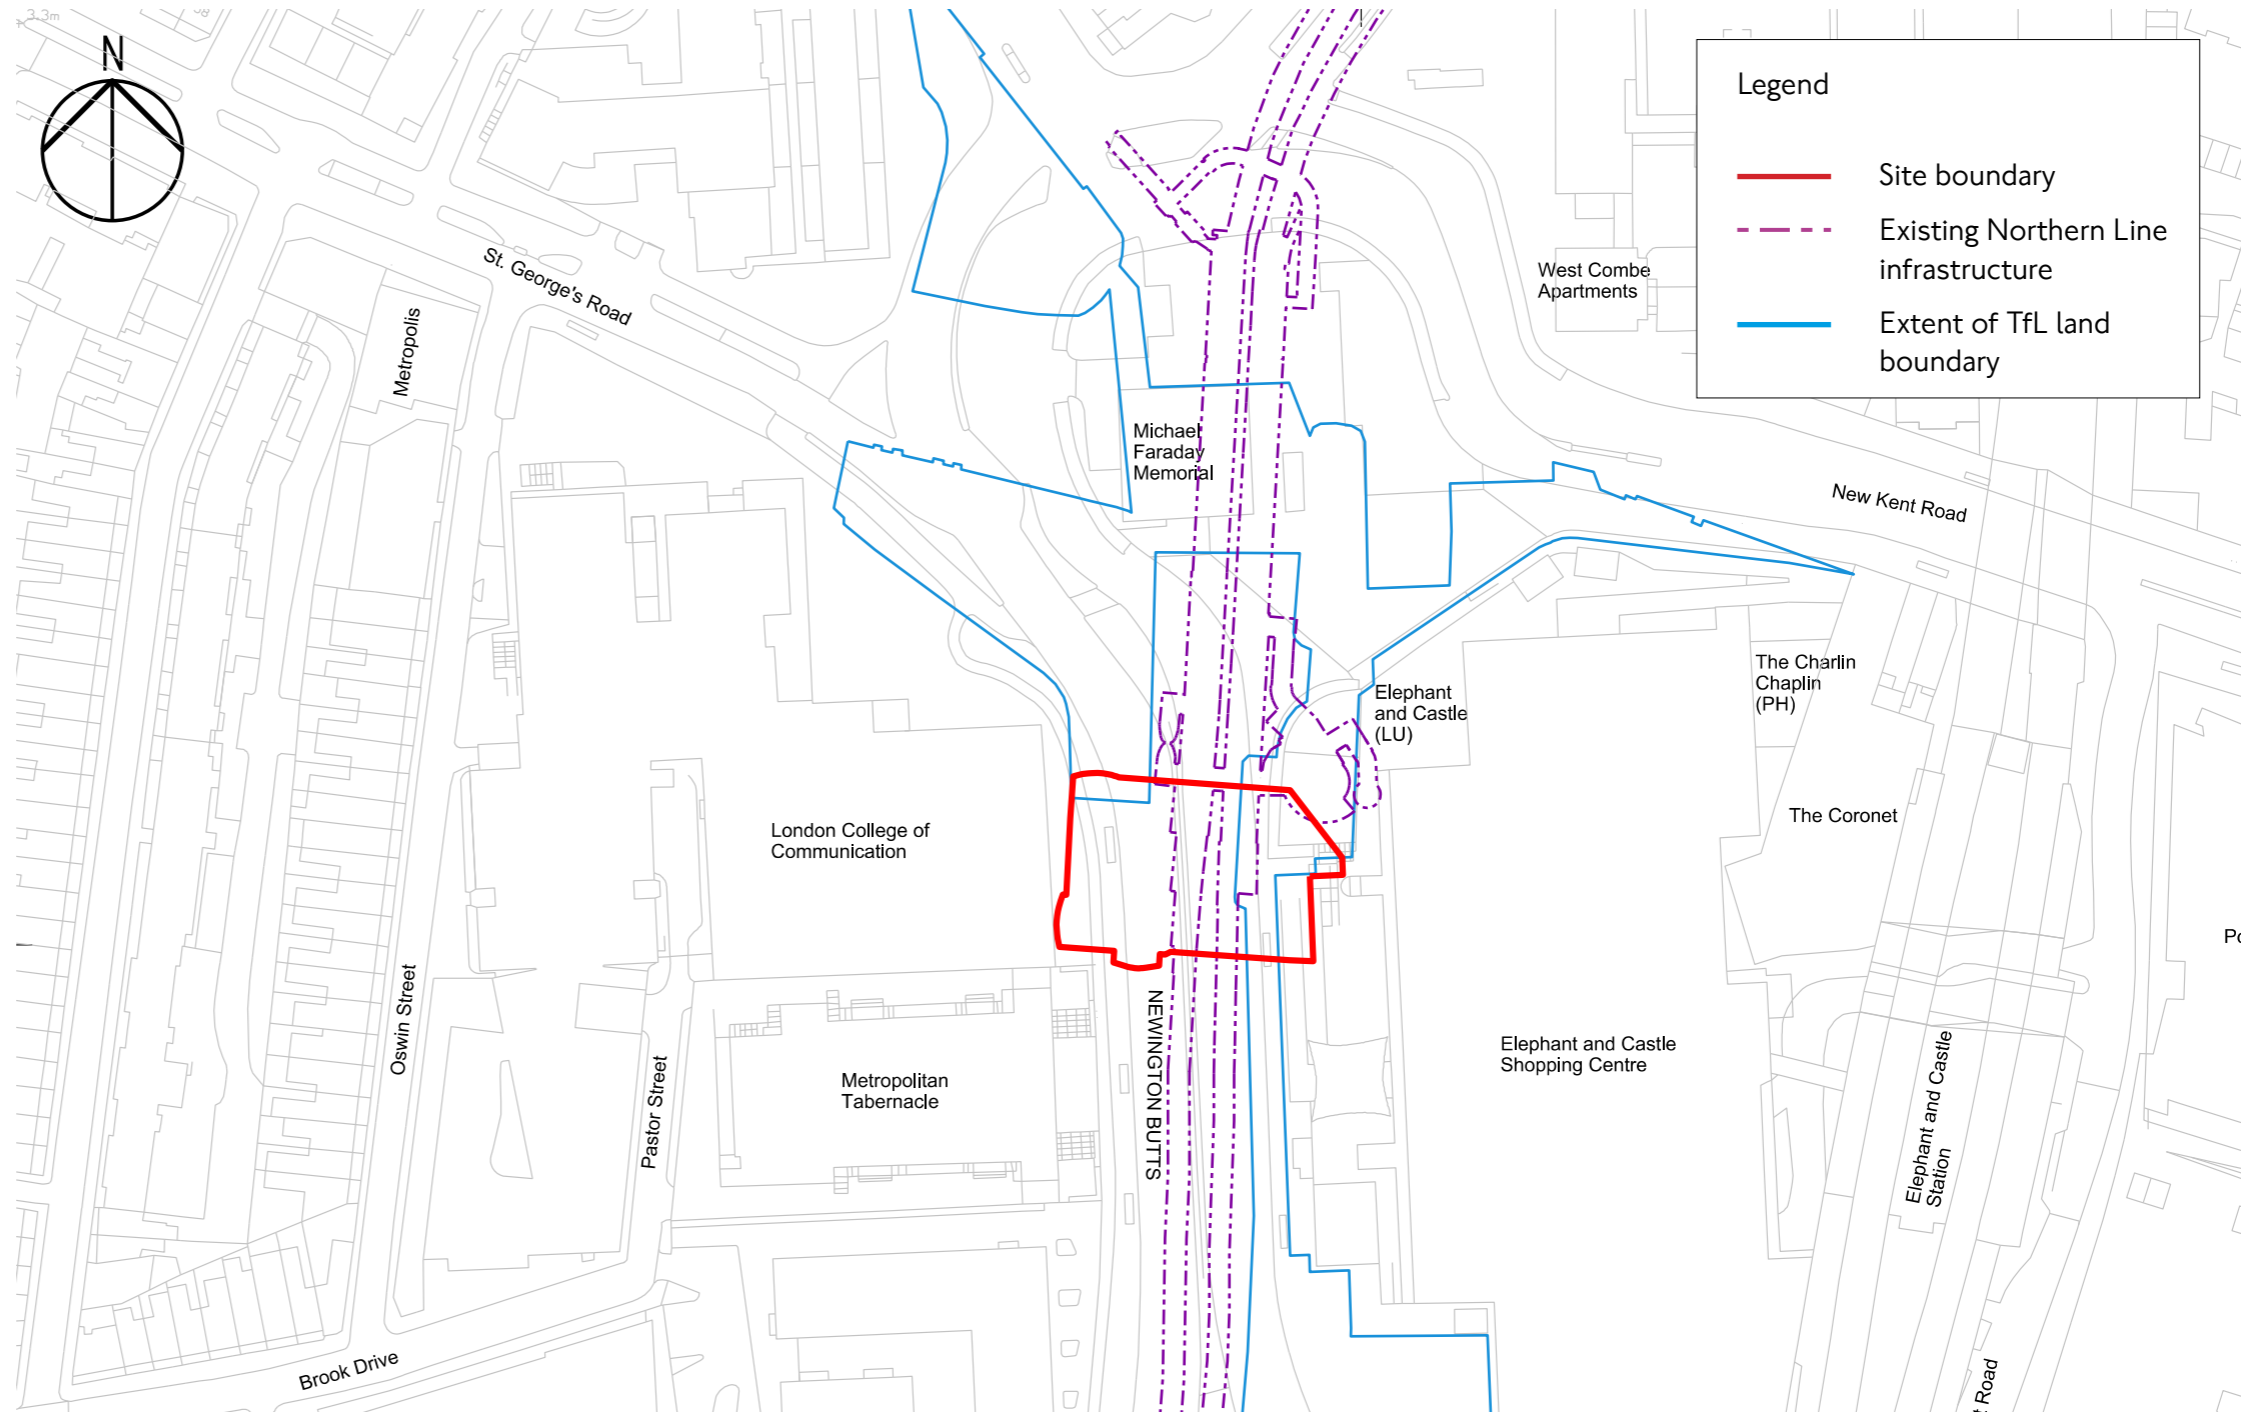 3.3m
N
Legend
Site boundary
Existing Northern Line
infrastructure
Extent of TfL land
boundary
St. George's Road
Metropolis
West Combe
Apartments
Michael
Faraday
Memorial
New Kent Road
Elephant
and Castle
(LU)
The Charlin
Chaplin
(PH)
The Coronet
London College of
Communication
Oswin Street
Pastor Street
Metropolitan
Tabernacle
NEWINGTON BUTTS
Elephant and Castle
Shopping Centre
Elephant and Castle
Station
Brook Drive
Road